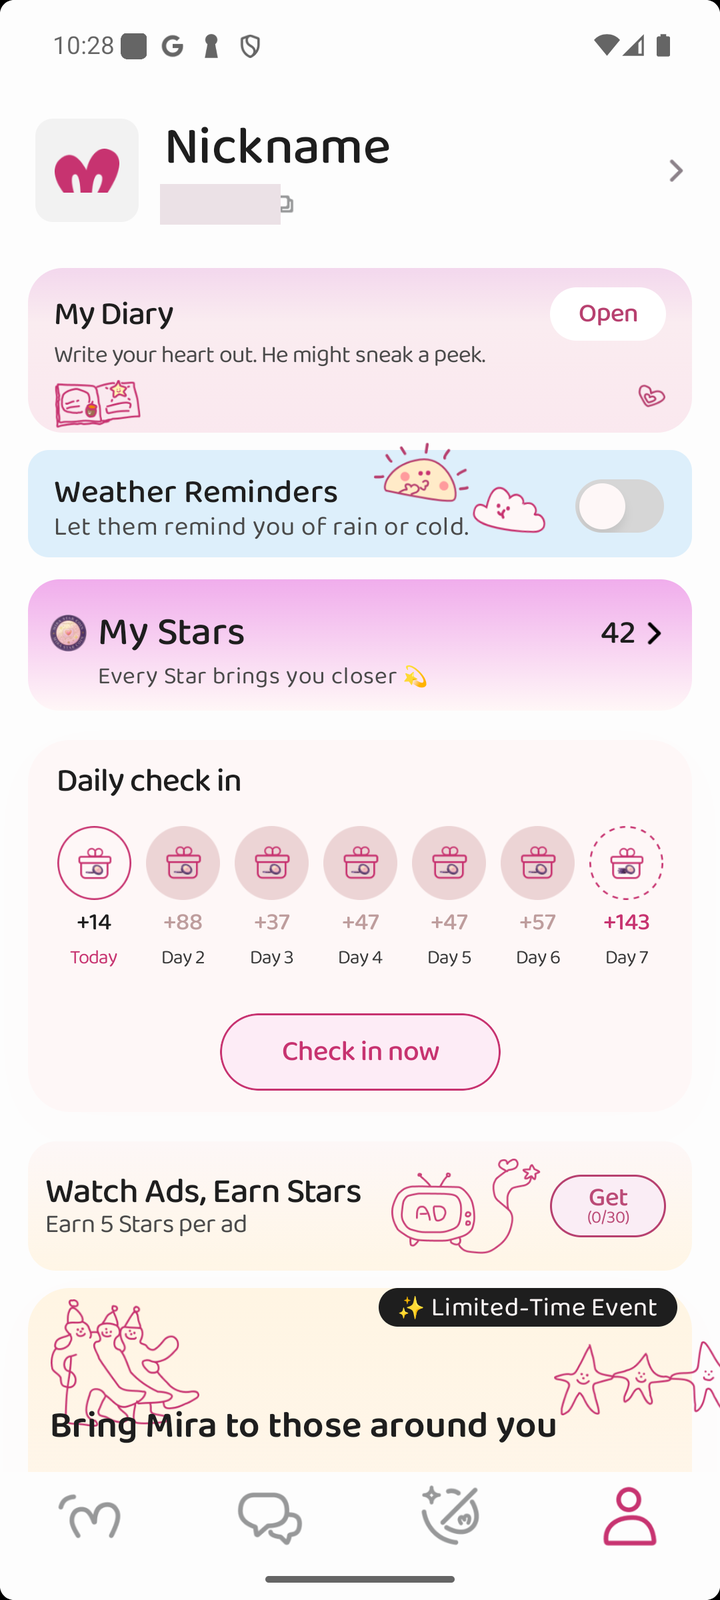 10:28
Nickname
My Diary
Open
Write your heart out. He might sneak a peek.
Weather Reminders
Let them remind you of rain or cold.
My Stars
42
Every Star brings you closer 💫
Daily check in
+14 +88 +37 +47 +47 +57 +143
Today Day 2 Day 3 Day 4 Day 5 Day 6 Day 7
Check in now
Watch Ads, Earn Stars
Earn 5 Stars per ad
AD
Get
(0/30)
✨ Limited-Time Event
Bring Mira to those around you